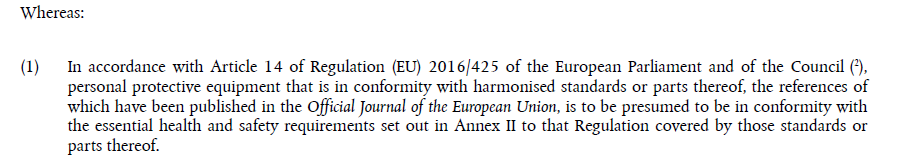 Whereas:
(1) In accordance with Article 14 of Regulation (EU) 2016/425 of the European Parliament and of the Council (²),
personal protective equipment that is in conformity with harmonised standards or parts thereof, the references of
which have been published in the Official Journal of the European Union, is to be presumed to be in conformity with
the essential health and safety requirements set out in Annex II to that Regulation covered by those standards or
parts thereof.